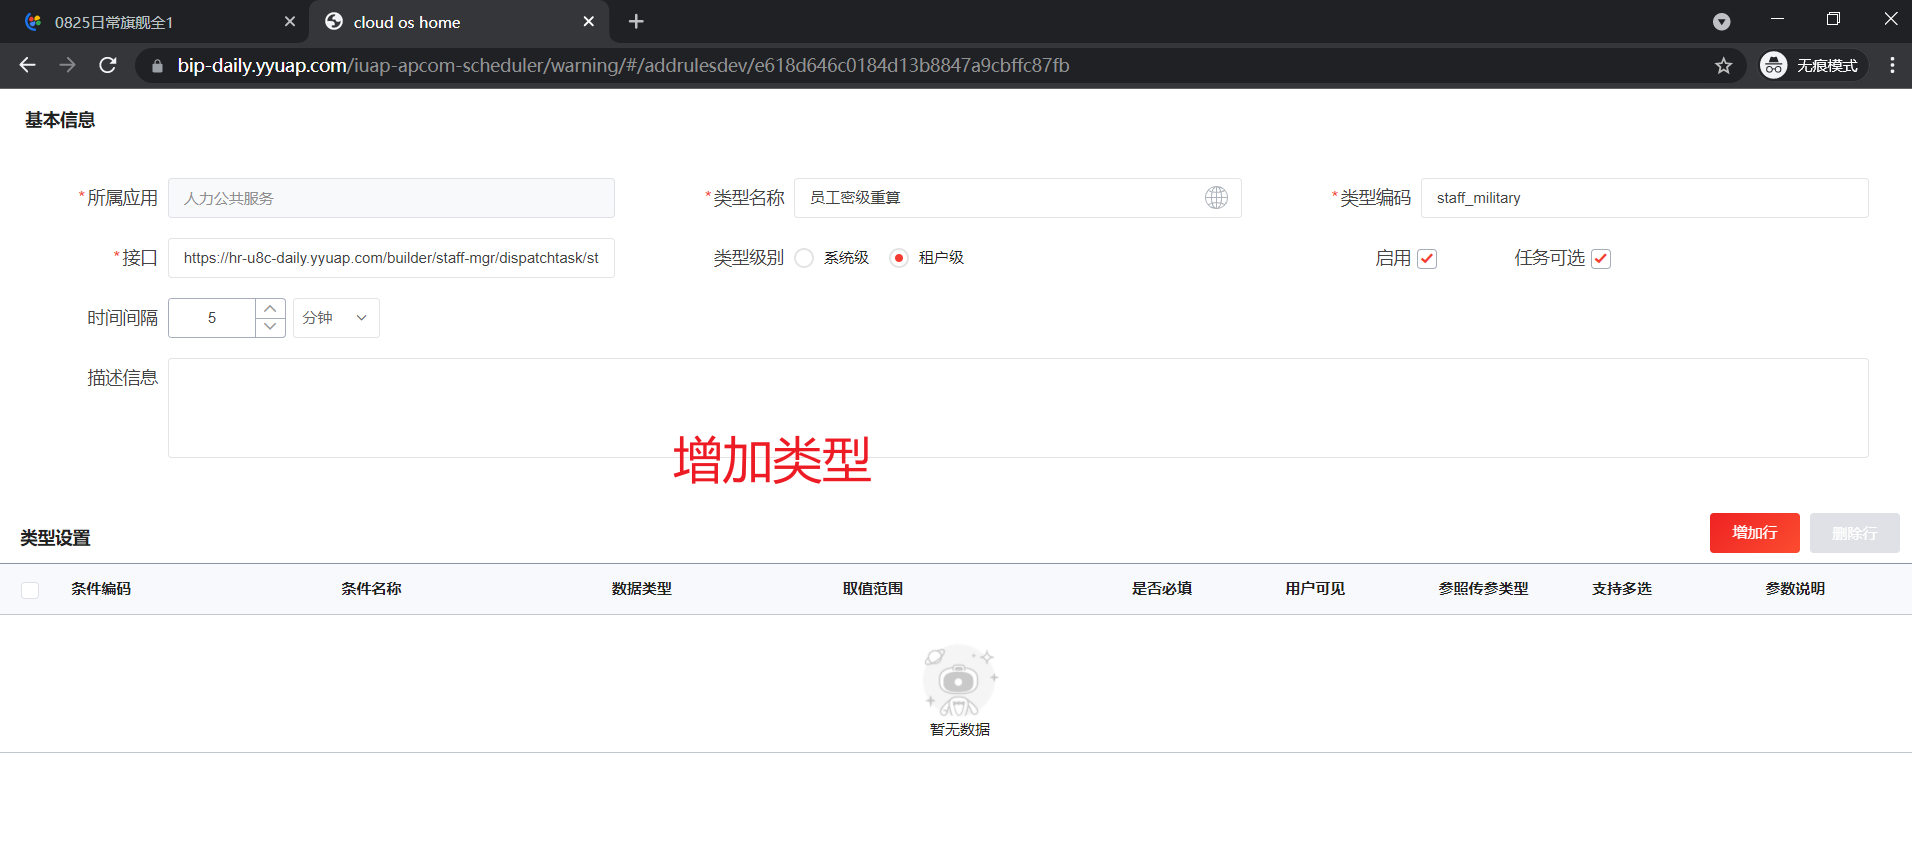 0825日常旗舰全1
cloud os home
bip-daily.yyuap.com/iuap-apcom-scheduler/warning/#/addrulesdev/e618d646c0184d13b8847a9cbffc87fb
无痕模式
基本信息
*所属应用 人力公共服务 *类型名称 员工密级重算 *类型编码 staff_military
*接口 https://hr-u8c-daily.yyuap.com/builder/staff-mgr/dispatchtask/st 类型级别 系统级 租户级 启用 任务可选
时间间隔 5 分钟
描述信息
增加类型
类型设置 增加行 删除行
条件编码 条件名称 数据类型 取值范围 是否必填 用户可见 参照传参类型 支持多选 参数说明
暂无数据